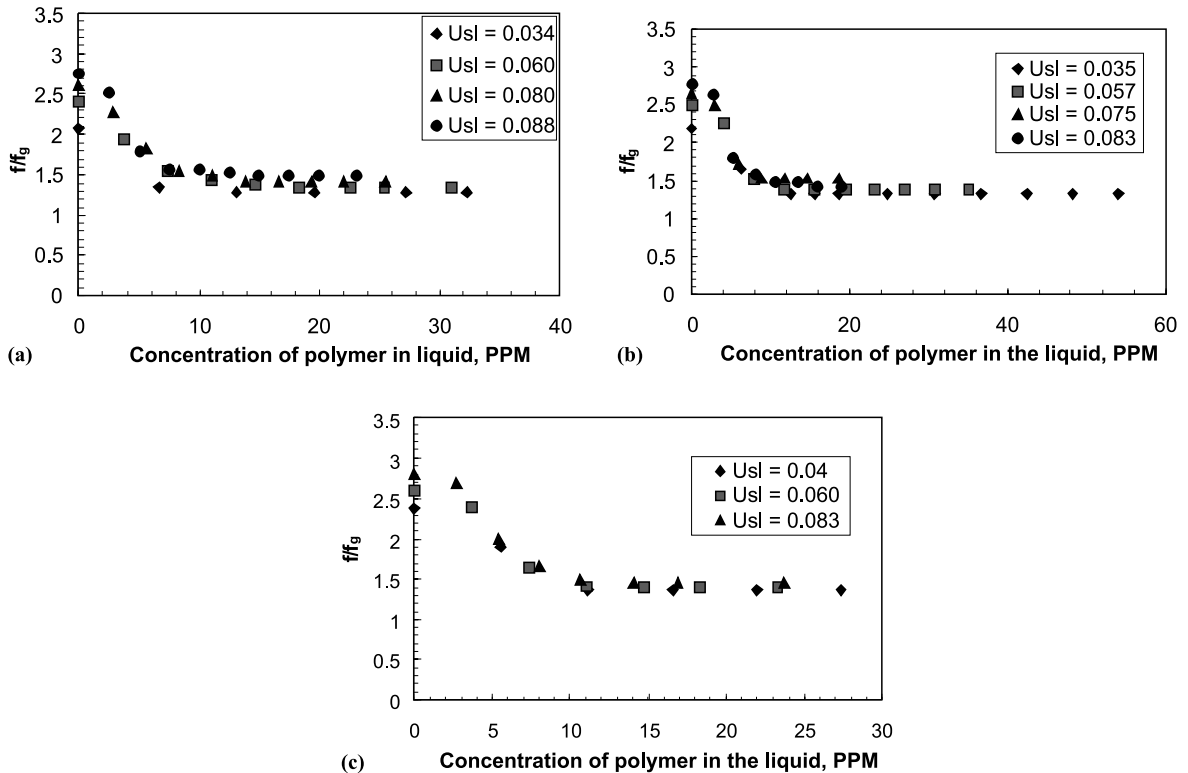 3.5
3
2.5
2
1.5
1
0.5
0
f/fg
Usl = 0.034
Usl = 0.060
Usl = 0.080
Usl = 0.088
0 10 20 30 40
(a) Concentration of polymer in liquid, PPM
3.5
3
2.5
2
1.5
1
0.5
0
f/fg
Usl = 0.035
Usl = 0.057
Usl = 0.075
Usl = 0.083
0 20 40 60
(b) Concentration of polymer in the liquid, PPM
3.5
3
2.5
2
1.5
1
0.5
0
f/fg
Usl = 0.04
Usl = 0.060
Usl = 0.083
0 5 10 15 20 25 30
(c) Concentration of polymer in the liquid, PPM